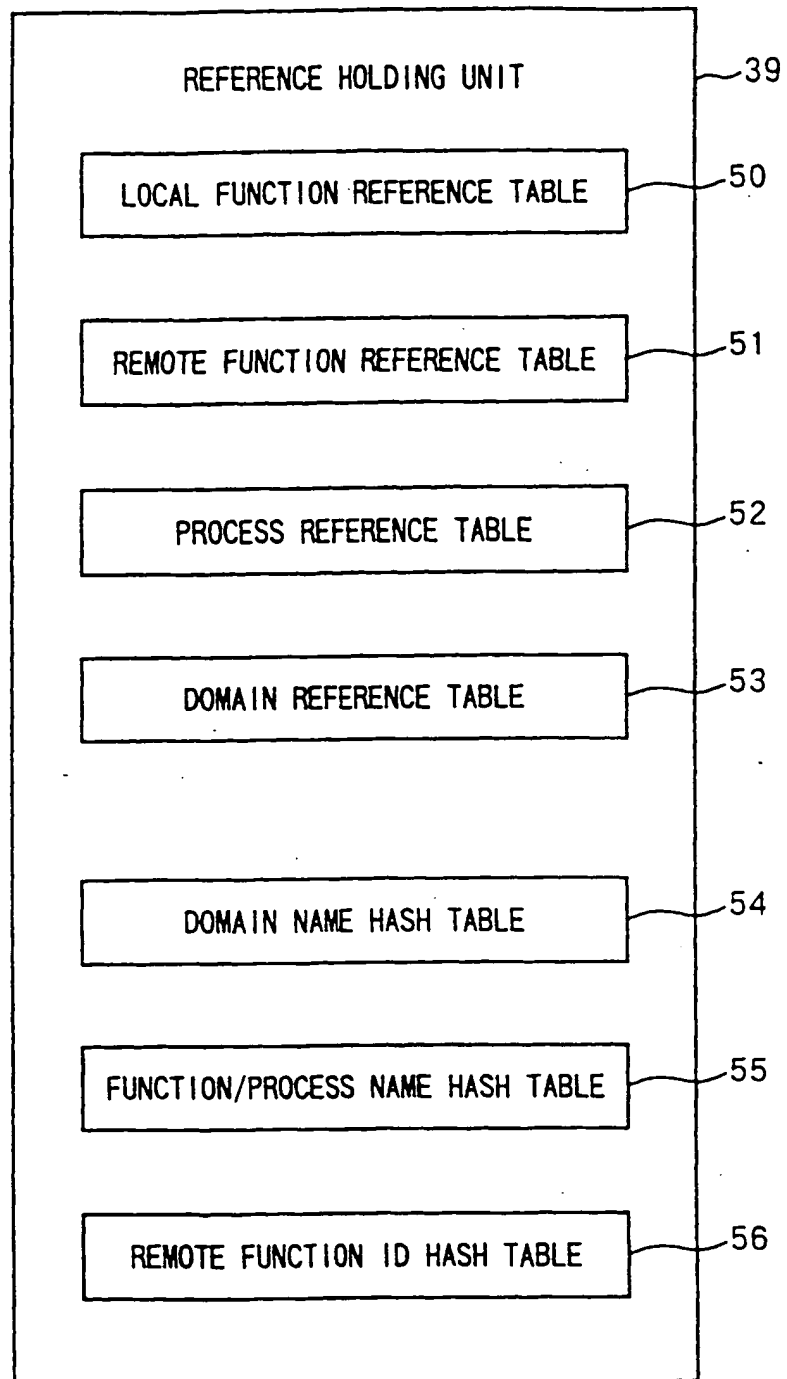 REFERENCE HOLDING UNIT 39
LOCAL FUNCTION REFERENCE TABLE 50
REMOTE FUNCTION REFERENCE TABLE 51
PROCESS REFERENCE TABLE 52
DOMAIN REFERENCE TABLE 53
DOMAIN NAME HASH TABLE 54
FUNCTION/PROCESS NAME HASH TABLE 55
REMOTE FUNCTION ID HASH TABLE 56